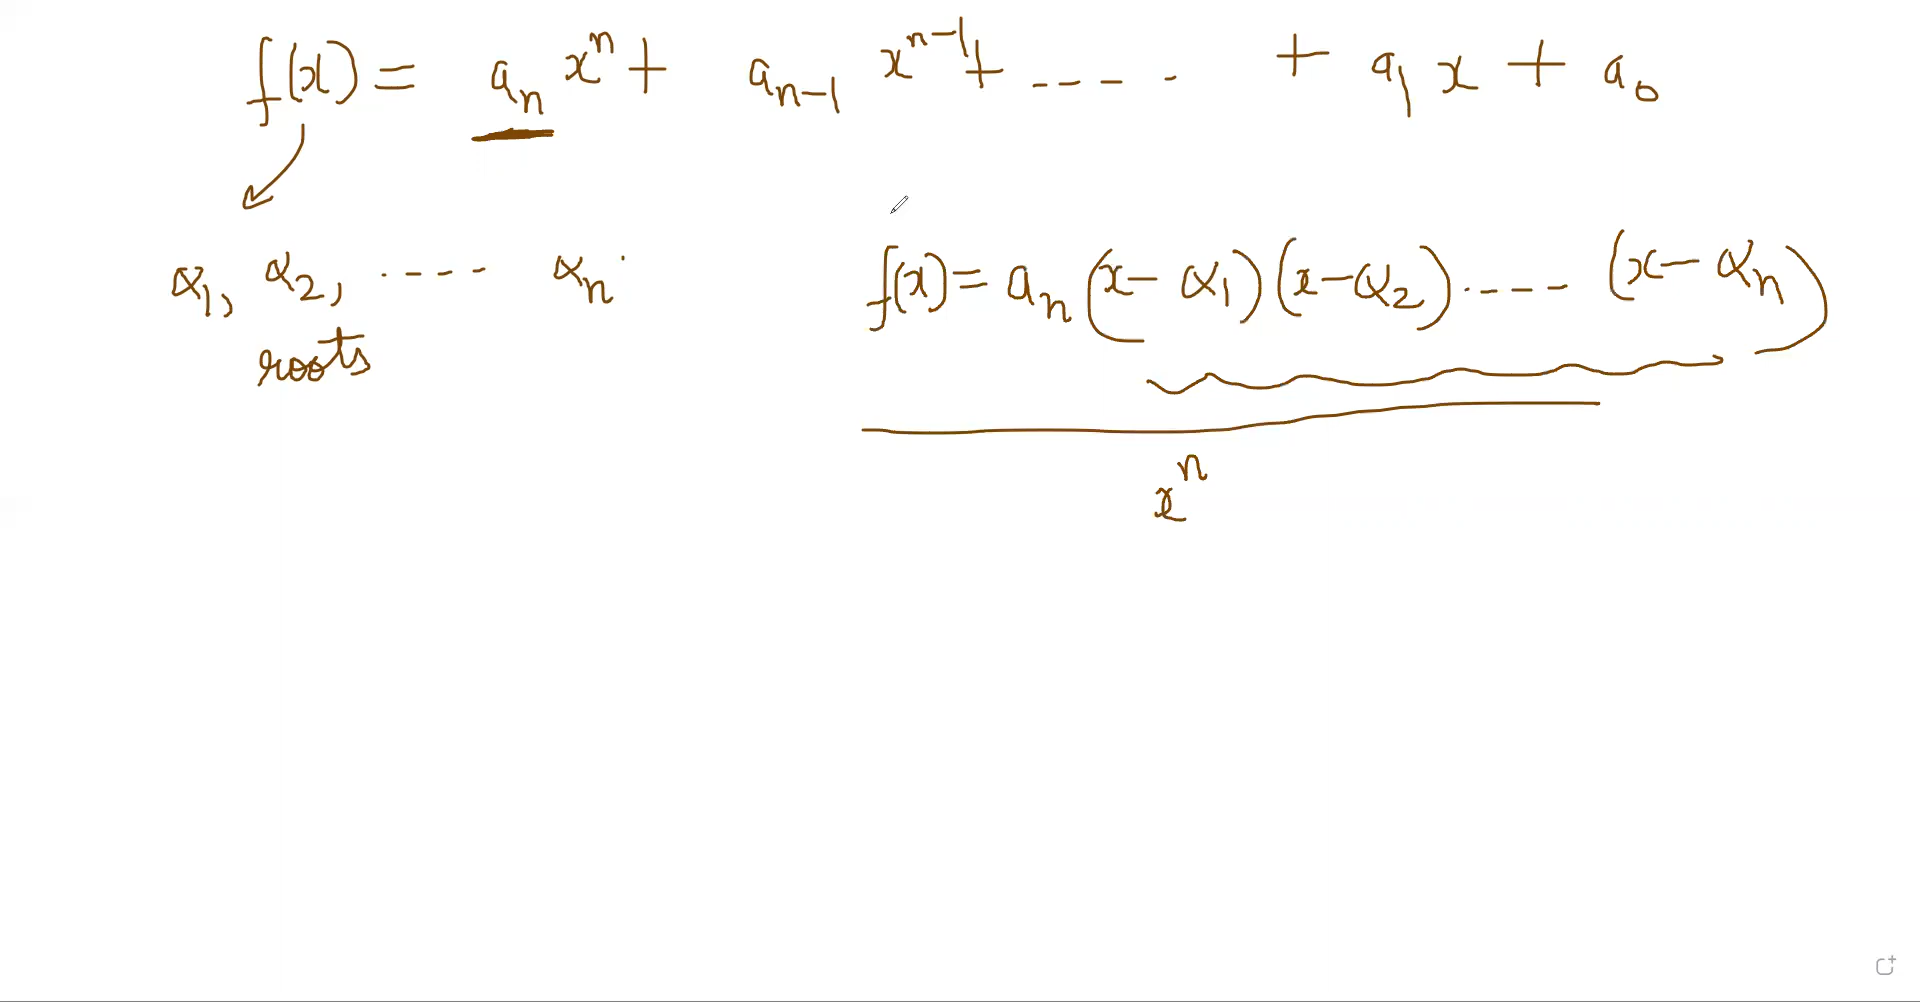 f(x) = aₙ xⁿ + aₙ₋₁ xⁿ⁻¹ + ---- · + a₁ x + a₀
α₁, α₂, ·---- αₙ ·
f(x) = aₙ (x - α₁)(x - α₂) ·---- (x - αₙ)
roots
xⁿ